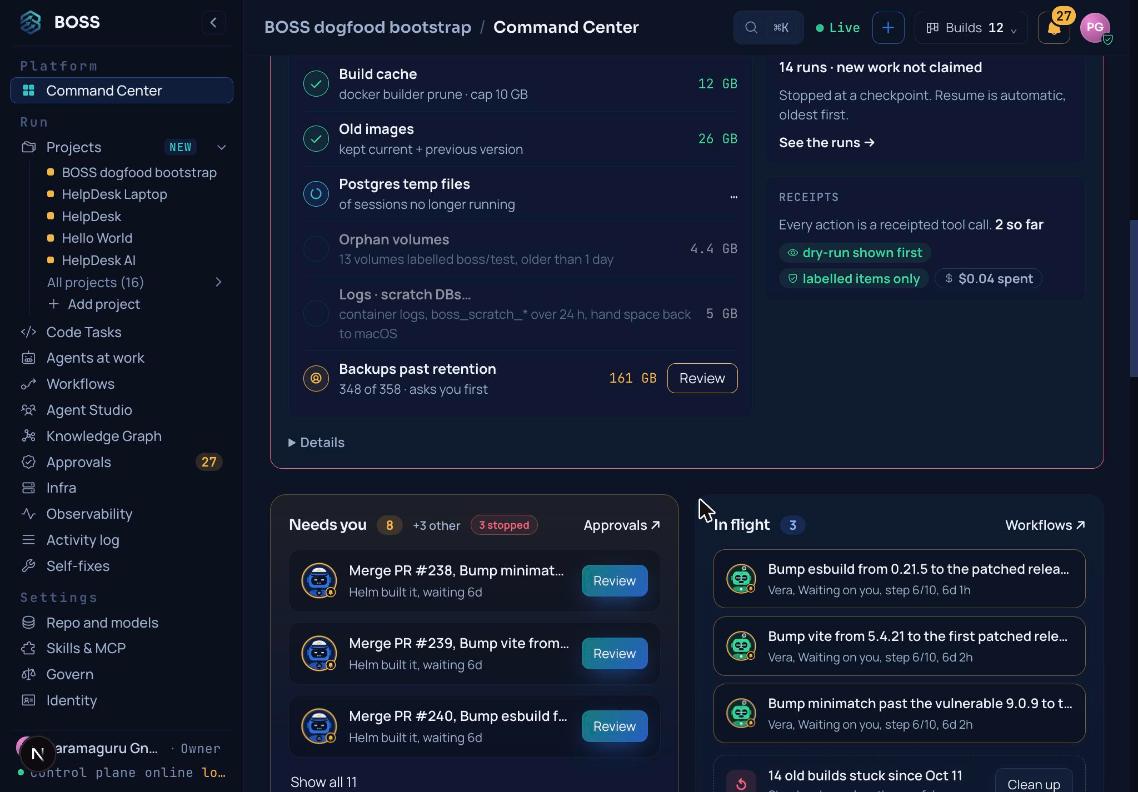 BOSS
Platform
Command Center
Run
Projects NEW
BOSS dogfood bootstrap
HelpDesk Laptop
HelpDesk
Hello World
HelpDesk AI
All projects (16)
Add project
Code Tasks
Agents at work
Workflows
Agent Studio
Knowledge Graph
Approvals 27
Infra
Observability
Activity log
Self-fixes
Settings
Repo and models
Skills & MCP
Govern
Identity
N aramaguru Gn… · Owner
ontrol plane online lo…
BOSS dogfood bootstrap / Command Center
⌘K
Live
+
Builds 12
27
PG
Build cache
docker builder prune · cap 10 GB
12 GB
Old images
kept current + previous version
26 GB
Postgres temp files
of sessions no longer running
…
Orphan volumes
13 volumes labelled boss/test, older than 1 day
4.4 GB
Logs · scratch DBs…
container logs, boss_scratch_* over 24 h, hand space back
to macOS
5 GB
Backups past retention
348 of 358 · asks you first
161 GB Review
Details
14 runs · new work not claimed
Stopped at a checkpoint. Resume is automatic,
oldest first.
See the runs →
RECEIPTS
Every action is a receipted tool call. 2 so far
dry-run shown first
labelled items only
$ $0.04 spent
Needs you 8 +3 other 3 stopped Approvals ↗
Merge PR #238, Bump minimat…
Helm built it, waiting 6d
Review
Merge PR #239, Bump vite from…
Helm built it, waiting 6d
Review
Merge PR #240, Bump esbuild f…
Helm built it, waiting 6d
Review
Show all 11
In flight 3 Workflows ↗
Bump esbuild from 0.21.5 to the patched relea…
Vera, Waiting on you, step 6/10, 6d 1h
Bump vite from 5.4.21 to the first patched rele…
Vera, Waiting on you, step 6/10, 6d 2h
Bump minimatch past the vulnerable 9.0.9 to t…
Vera, Waiting on you, step 6/10, 6d 2h
14 old builds stuck since Oct 11
Clean up